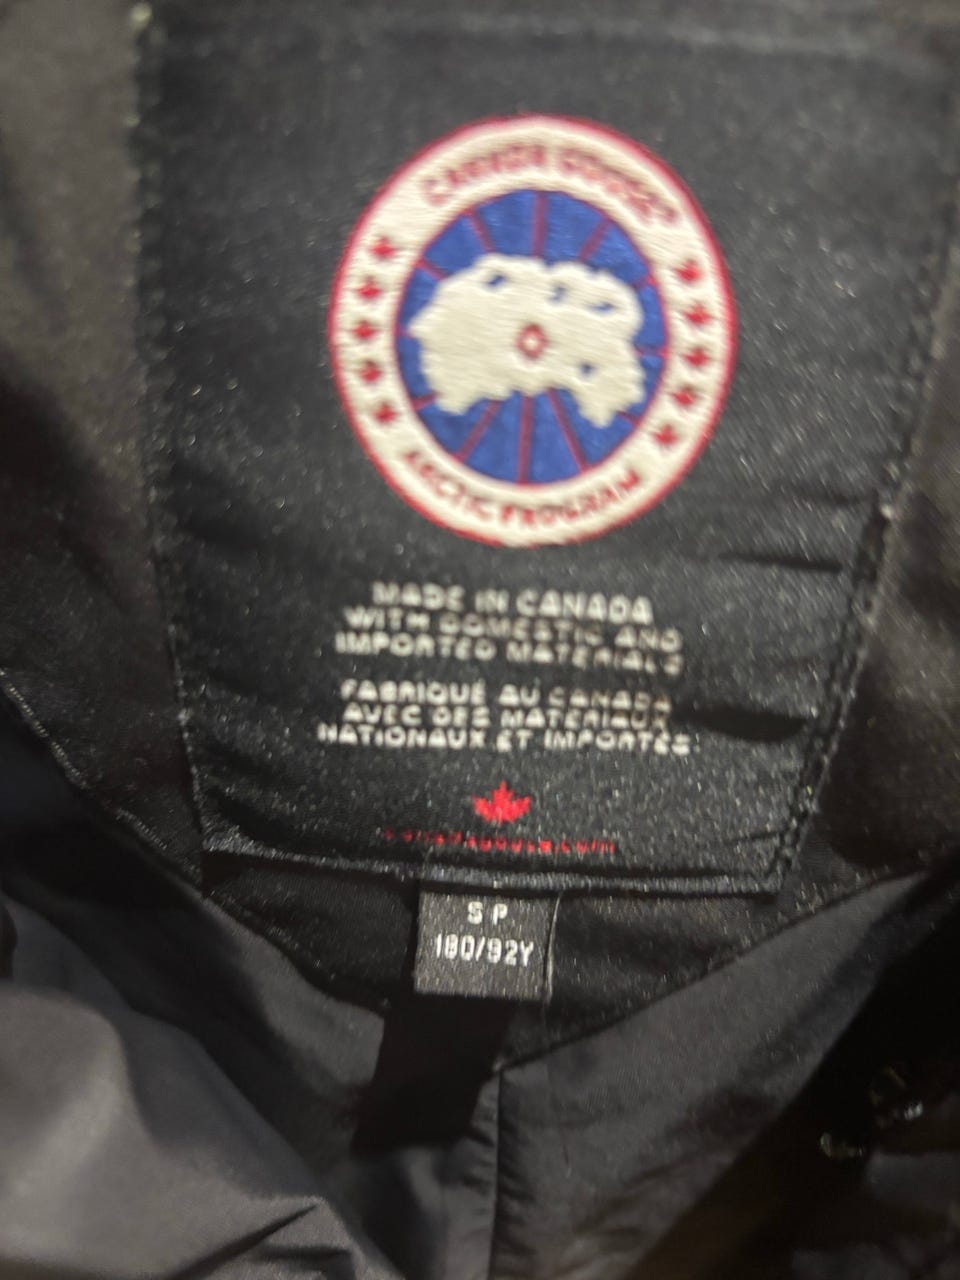 CANADA GOOSE
ARCTIC PROGRAM
MADE IN CANADA
WITH DOMESTIC AND
IMPORTED MATERIALS
FABRIQUÉ AU CANADA
AVEC DES MATÉRIAUX
NATIONAUX ET IMPORTÉS
S P
180/92Y